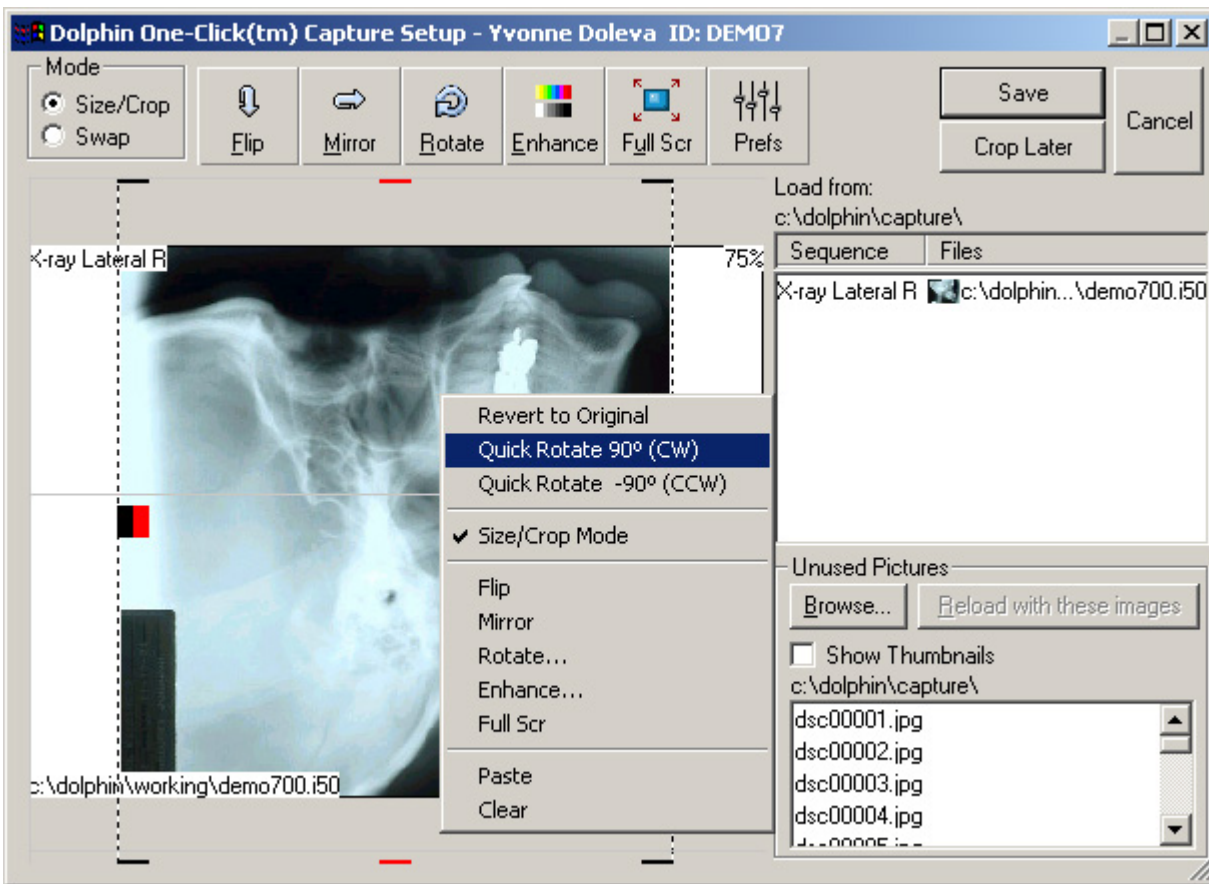 Dolphin One-Click(tm) Capture Setup - Yvonne Doleva ID: DEMO7
Mode
Size/Crop
Swap
Flip
Mirror
Rotate
Enhance
Full Scr
Prefs
Save
Crop Later
Cancel
Load from:
c:\dolphin\capture\
Sequence Files
X-ray Lateral R c:\dolphin...\demo700.i50
X-ray Lateral R
75%
Revert to Original
Quick Rotate 90º (CW)
Quick Rotate -90º (CCW)
Size/Crop Mode
Flip
Mirror
Rotate...
Enhance...
Full Scr
Paste
Clear
c:\dolphin\working\demo700.i50
Unused Pictures
Browse...
Reload with these images
Show Thumbnails
c:\dolphin\capture\
dsc00001.jpg
dsc00002.jpg
dsc00003.jpg
dsc00004.jpg